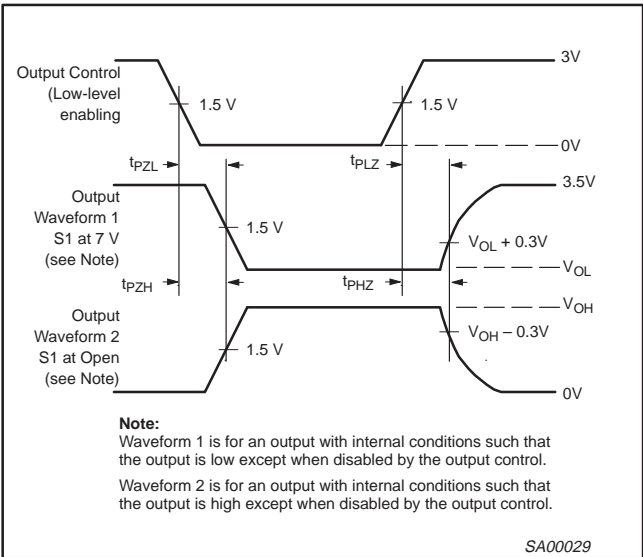 Output Control
(Low-level
enabling
1.5 V
1.5 V
3V
0V
tPZL
tPLZ
Output
Waveform 1
S1 at 7 V
(see Note)
1.5 V
3.5V
VOL + 0.3V
VOL
tPZH
tPHZ
VOH
Output
Waveform 2
S1 at Open
(see Note)
1.5 V
VOH – 0.3V
0V
Note:
Waveform 1 is for an output with internal conditions such that
the output is low except when disabled by the output control.
Waveform 2 is for an output with internal conditions such that
the output is high except when disabled by the output control.
SA00029